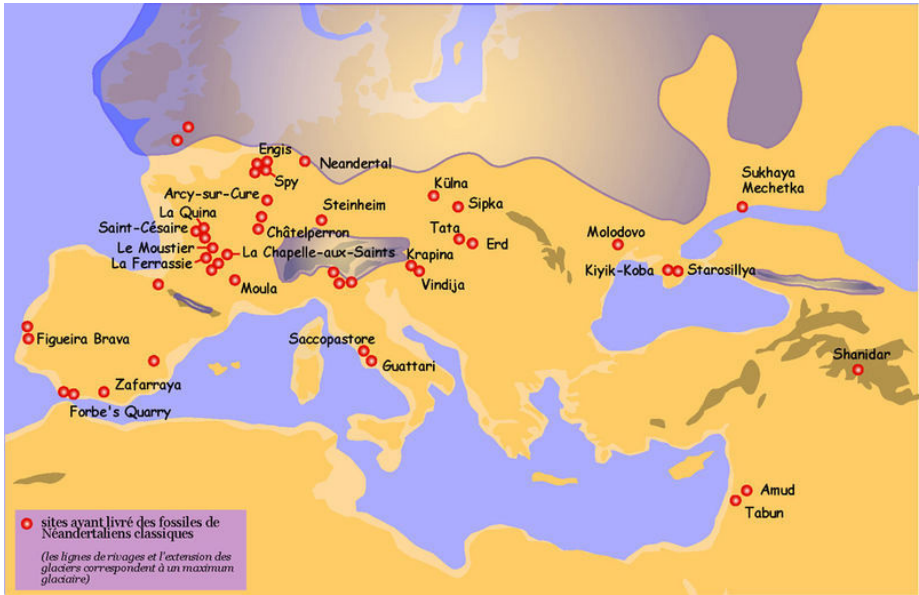 Engis
Neandertal
Spy
Arcy-sur-Cure
Sukhaya
Mechetka
Külna
Sipka
La Quina
Steinheim
Saint-Césaire
Châtelperron
Tata
Erd
Molodovo
Le Moustier
La Chapelle-aux-Saints
Krapina
La Ferrassie
Kiyik-Koba
Starosillya
Moula
Vindija
Figueira Brava
Saccopastore
Guattari
Shanidar
Zafarraya
Forbe's Quarry
Amud
Tabun
sites ayant livré des fossiles de
Néandertaliens classiques
(les lignes de rivages et l'extension des
glaciers correspondent à un maximum
glaciaire)